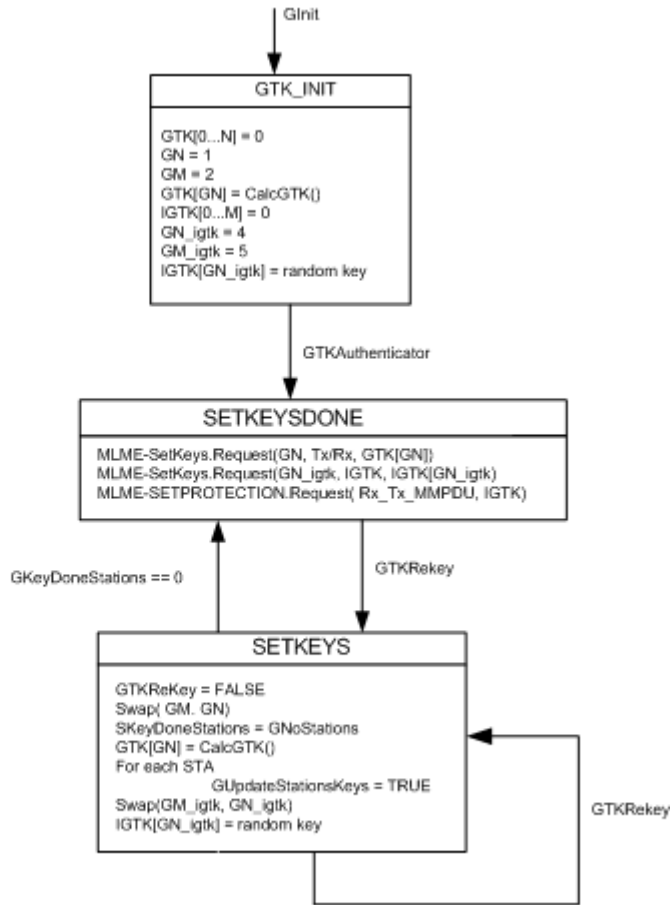 GInit
GTK_INIT
GTK[0...N] = 0
GN = 1
GM = 2
GTK[GN] = CalcGTK()
IGTK[0...M] = 0
GN_igtk = 4
GM_igtk = 5
IGTK[GN_igtk] = random key
GTKAuthenticator
SETKEYSDONE
MLME-SetKeys.Request(GN, Tx/Rx, GTK[GN])
MLME-SetKeys.Request(GN_igtk, IGTK, IGTK[GN_igtk)
MLME-SETPROTECTION.Request( Rx_Tx_MMPDU, IGTK)
GKeyDoneStations == 0
GTKRekey
SETKEYS
GTKReKey = FALSE
Swap( GM. GN)
SKeyDoneStations = GNoStations
GTK[GN] = CalcGTK()
For each STA
GUpdateStationsKeys = TRUE
Swap(GM_igtk, GN_igtk)
IGTK[GN_igtk] = random key
GTKRekey